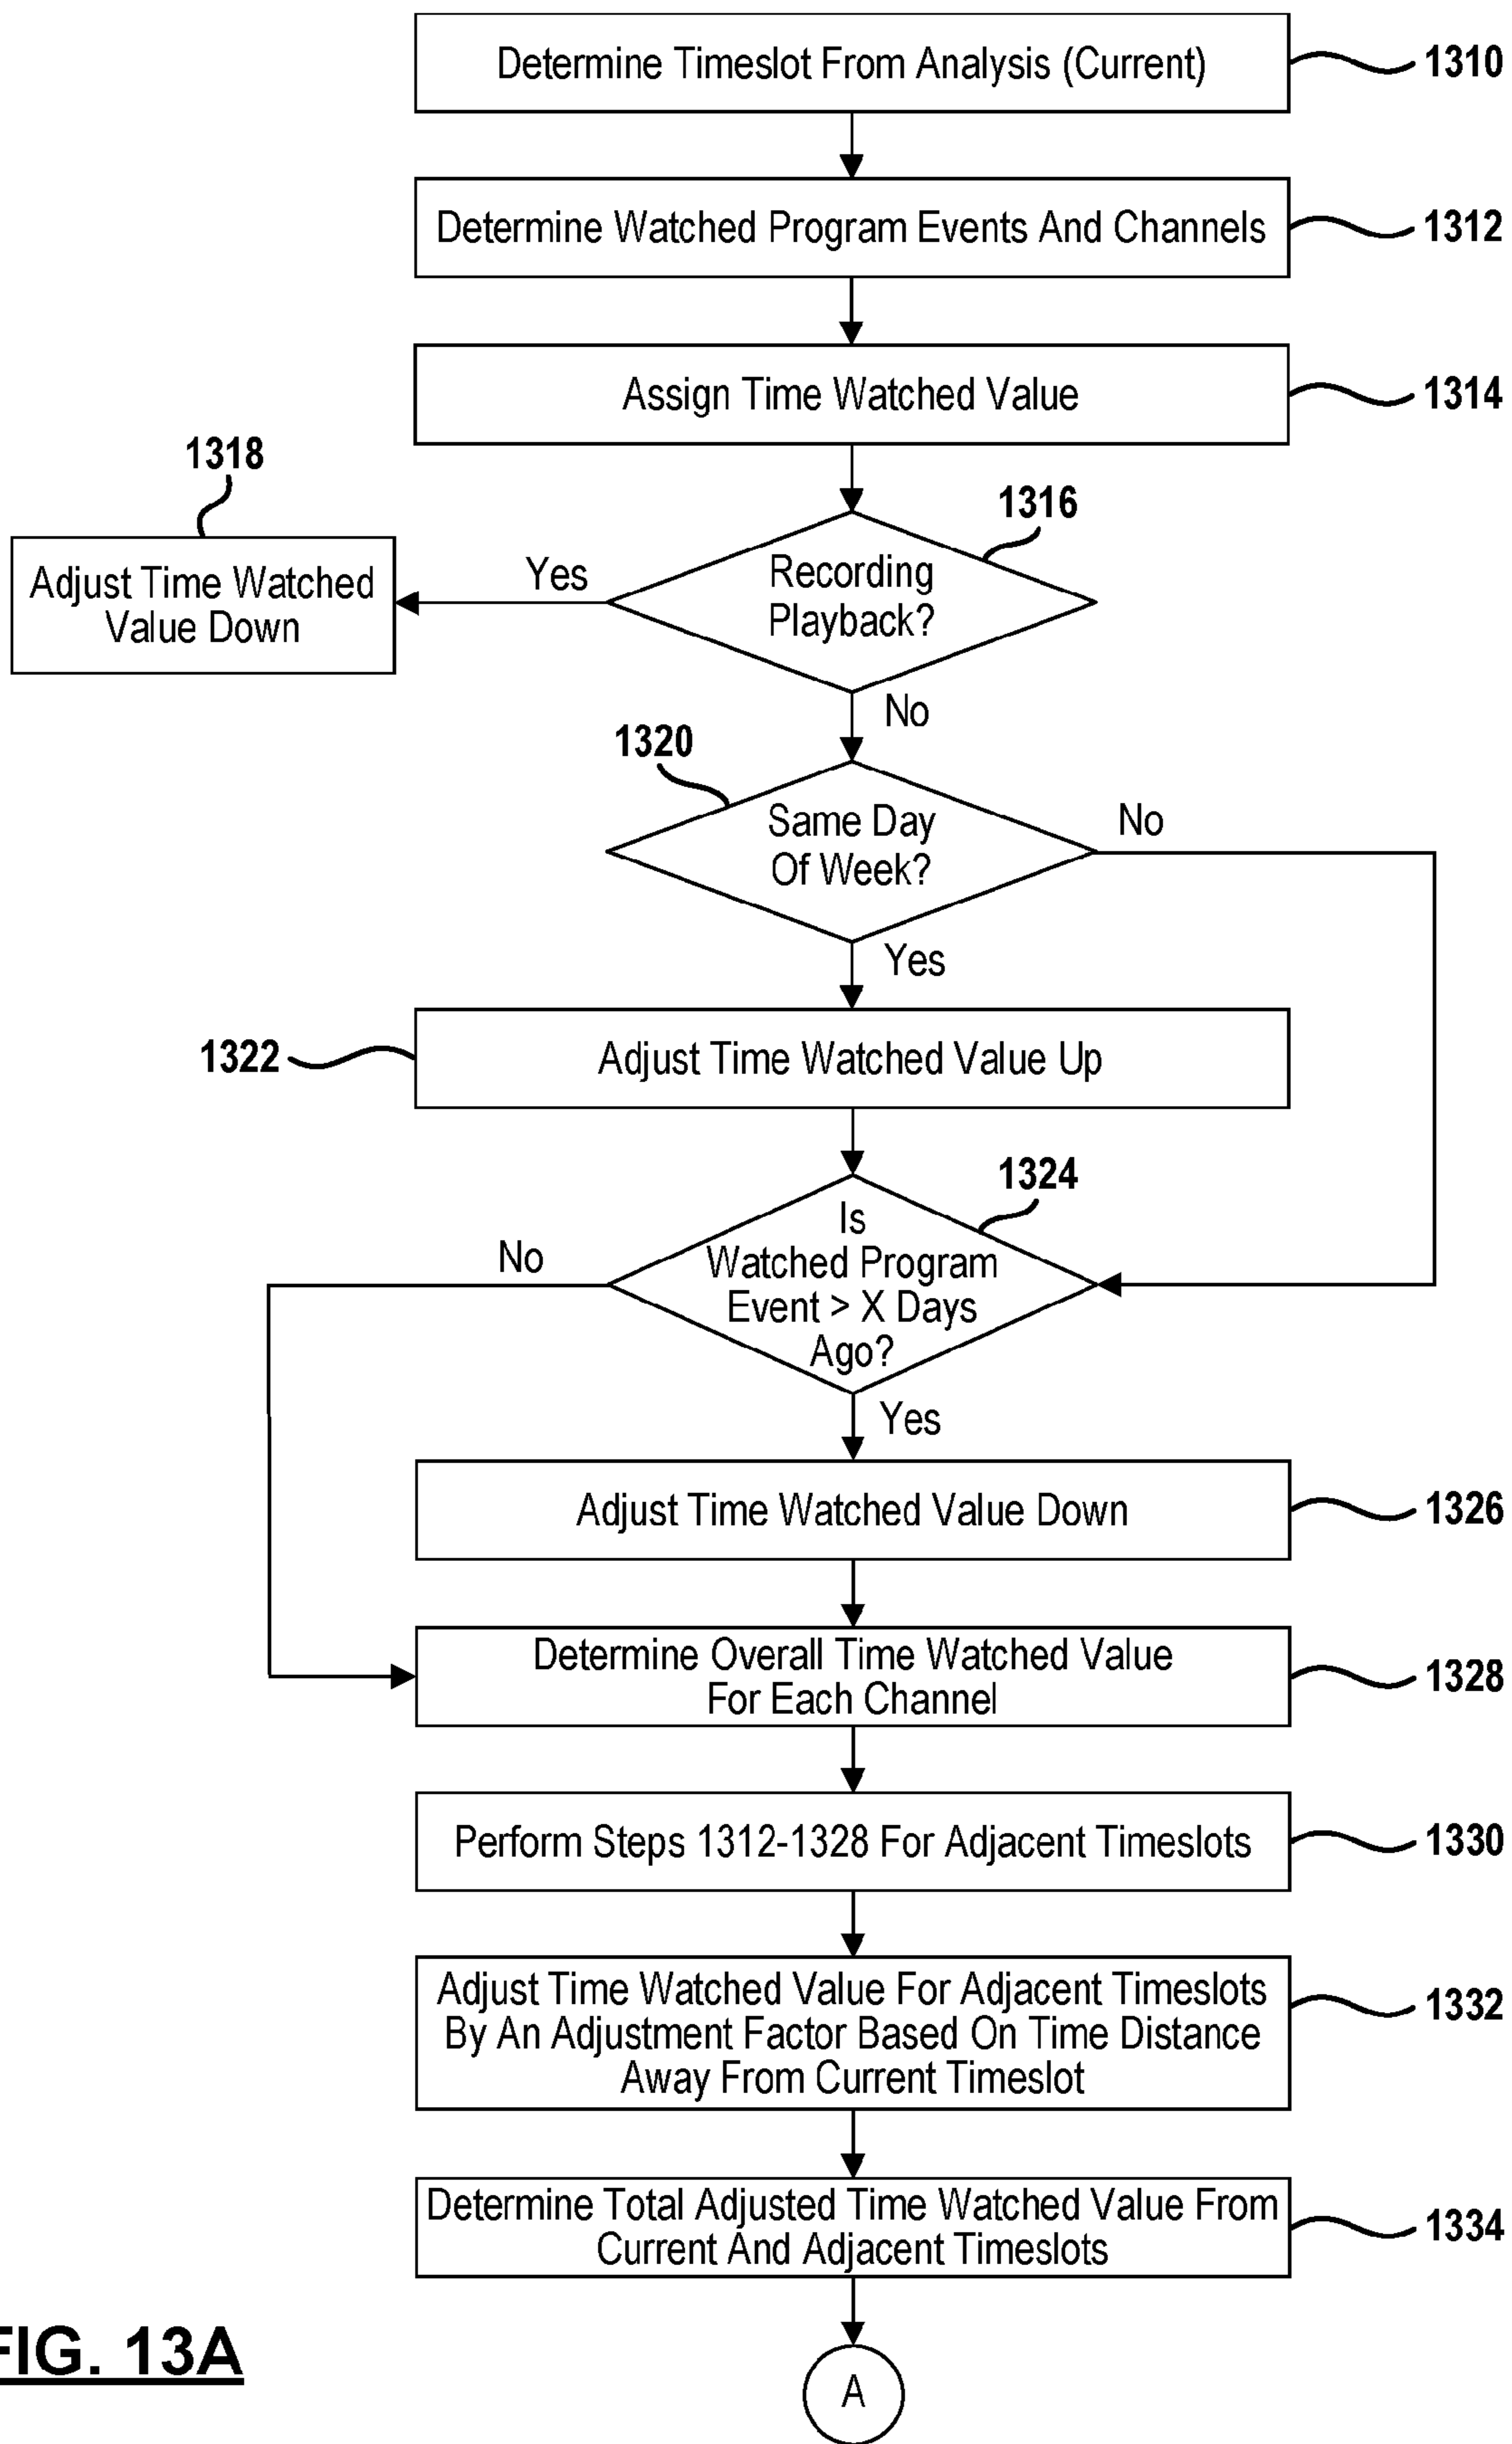 Determine Timeslot From Analysis (Current)
1310
Determine Watched Program Events And Channels
1312
Assign Time Watched Value
1314
1318
Adjust Time Watched
Value Down
Yes
1316
Recording
Playback?
No
1320
Same Day
Of Week?
No
Yes
1322
Adjust Time Watched Value Up
1324
Is
Watched Program
Event > X Days
Ago?
No
Yes
Adjust Time Watched Value Down
1326
Determine Overall Time Watched Value
For Each Channel
1328
Perform Steps 1312-1328 For Adjacent Timeslots
1330
Adjust Time Watched Value For Adjacent Timeslots
By An Adjustment Factor Based On Time Distance
Away From Current Timeslot
1332
Determine Total Adjusted Time Watched Value From
Current And Adjacent Timeslots
1334
FIG. 13A
A